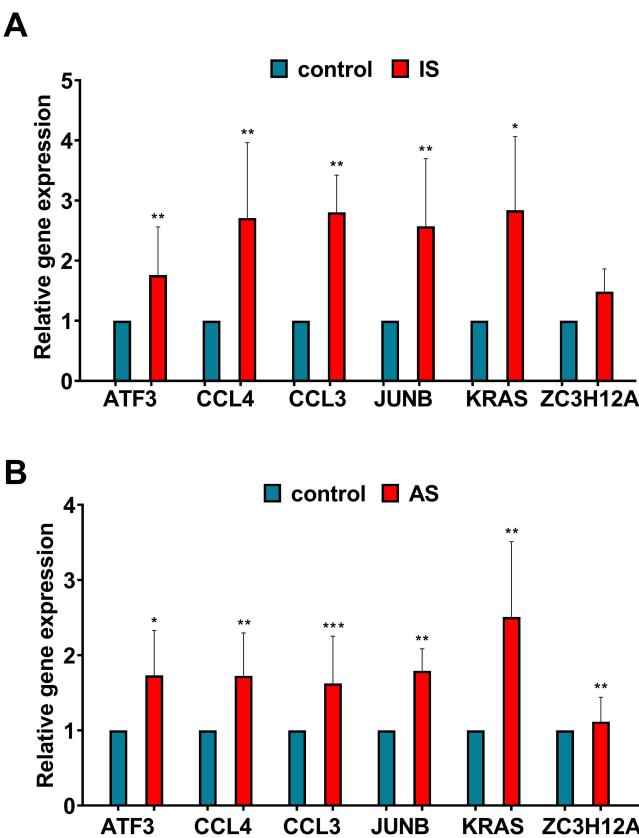 A
control IS
Relative gene expression
5
4
3
2
1
0
**
**
**
**
*
ATF3 CCL4 CCL3 JUNB KRAS ZC3H12A
B
control AS
Relative gene expression
4
3
2
1
0
*
**
***
**
**
**
ATF3 CCL4 CCL3 JUNB KRAS ZC3H12A